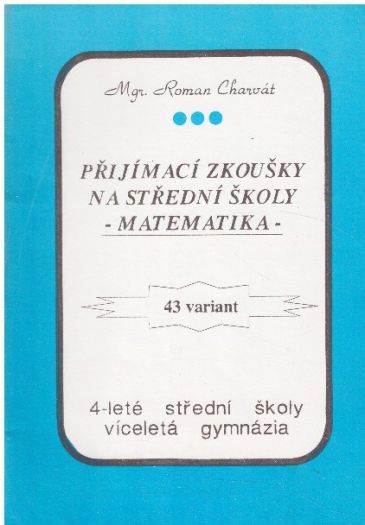 Mgr. Roman Charvát
PŘIJÍMACÍ ZKOUŠKY
NA STŘEDNÍ ŠKOLY
- MATEMATIKA -
43 variant
4-leté střední školy
víceletá gymnázia